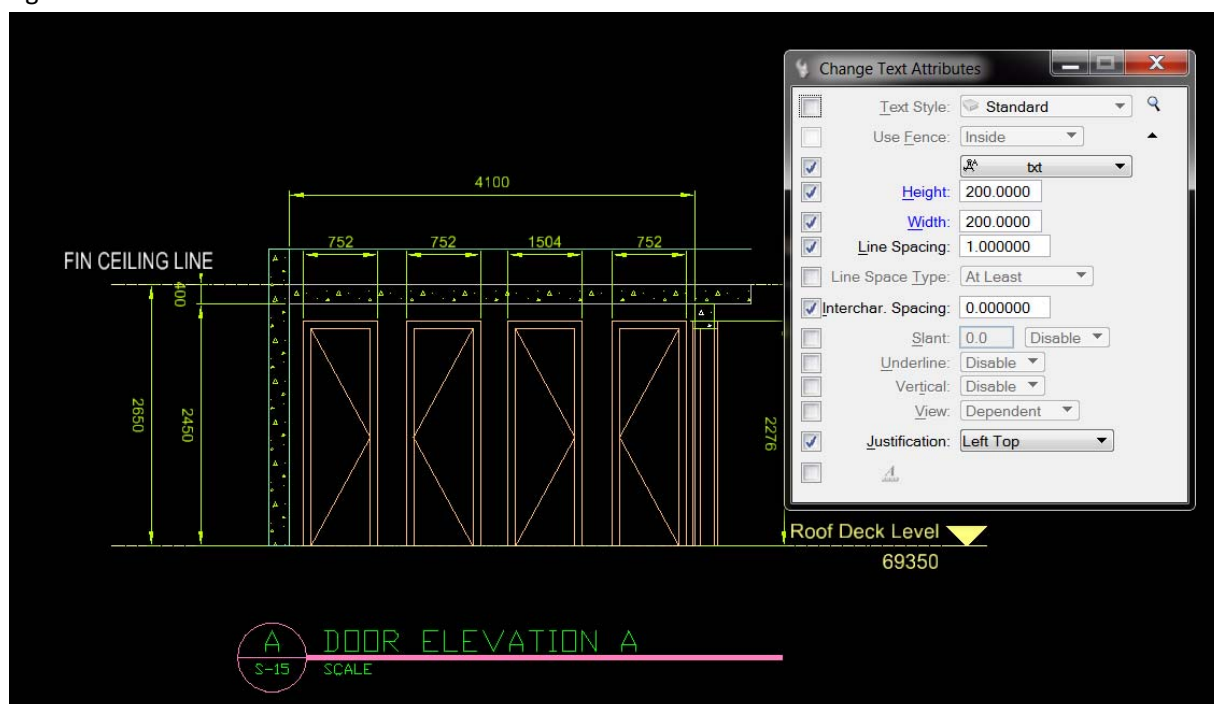 4100
752 752 1504 752
FIN CEILING LINE
400
2650
2450
2276
Roof Deck Level
69350
A DOOR ELEVATION A
S-15 SCALE
Change Text Attributes
Text Style: Standard
Use Fence: Inside
txt
Height: 200.0000
Width: 200.0000
Line Spacing: 1.000000
Line Space Type: At Least
Interchar. Spacing: 0.000000
Slant: 0.0 Disable
Underline: Disable
Vertical: Disable
View: Dependent
Justification: Left Top